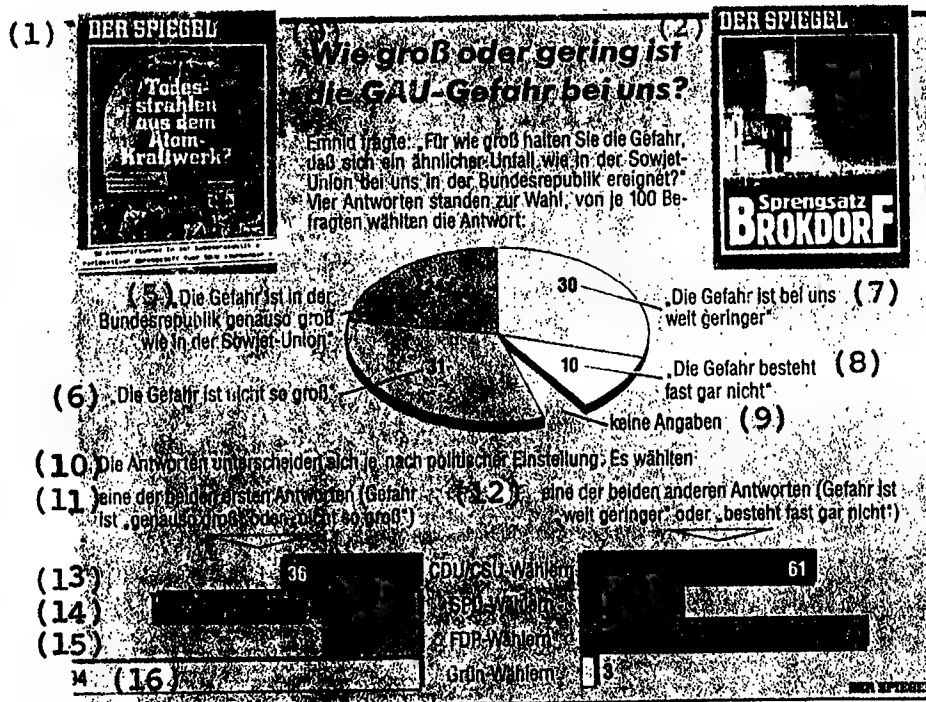 (1)
DER SPIEGEL
Todes-
strahlen
aus dem
Atom-
Kraftwerk?
(2)
DER SPIEGEL
Sprengsatz
BROKDORF
Wie groß oder gering ist
die GAU-Gefahr bei uns?
Emnid fragte: „Für wie groß halten Sie die Gefahr,
daß sich ein ähnlicher Unfall wie in der Sowjet-
Union bei uns in der Bundesrepublik ereignet?“
Vier Antworten standen zur Wahl, von je 100 Be-
fragten wählten die Antwort:
(5) „Die Gefahr ist in der
Bundesrepublik genauso groß
wie in der Sowjet-Union“
30
„Die Gefahr ist bei uns (7)
weit geringer“
10
„Die Gefahr besteht (8)
fast gar nicht“
31
(6) „Die Gefahr ist nicht so groß“
keine Angaben (9)
(10) Die Antworten unterscheiden sich je nach politischer Einstellung: Es wählten
(11) eine der beiden ersten Antworten (Gefahr
ist „genauso groß“ oder „nicht so groß“)
(12) eine der beiden anderen Antworten (Gefahr ist
„weit geringer“ oder „besteht fast gar nicht“)
(13) 36 CDU/CSU-Wählern 61
(14) SPD-Wählern
(15) FDP-Wählern
(16) Grün-Wählern 3
DER SPIEGEL